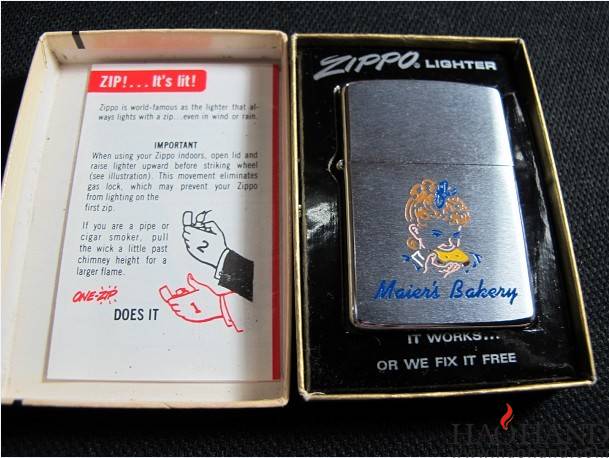 ZIP!... It's lit!
Zippo is world-famous as the lighter that al-
ways lights with a zip...even in wind or rain.
IMPORTANT
When using your Zippo indoors, open lid and
raise lighter upward before striking wheel
(see illustration). This movement eliminates
gas lock, which may prevent your Zippo
from lighting on the
first zip.
If you are a pipe or
cigar smoker, pull
the wick a little past
chimney height for a
larger flame.
2
1
ONE-ZIP
DOES IT
ZIPPO® LIGHTER
Maier's Bakery
IT WORKS...
OR WE FIX IT FREE
HAOHANE